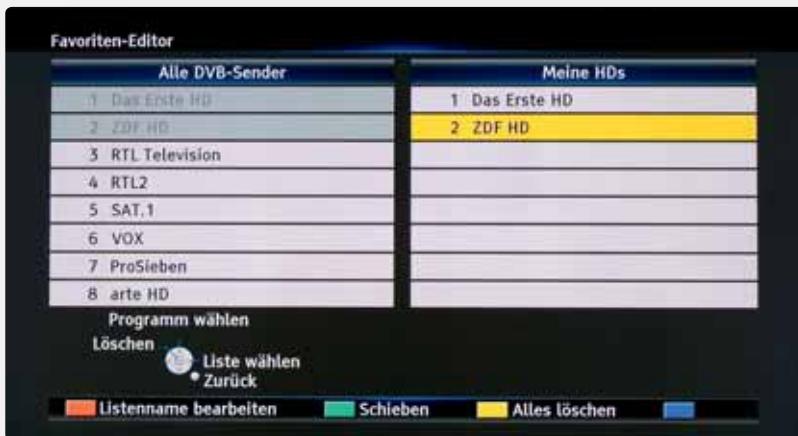 Favoriten-Editor
Alle DVB-Sender
Meine HDs
1 Das Erste HD
1 Das Erste HD
2 ZDF HD
2 ZDF HD
3 RTL Television
4 RTL2
5 SAT.1
6 VOX
7 ProSieben
8 arte HD
Programm wählen
Löschen
Liste wählen
Zurück
Listenname bearbeiten Schieben Alles löschen